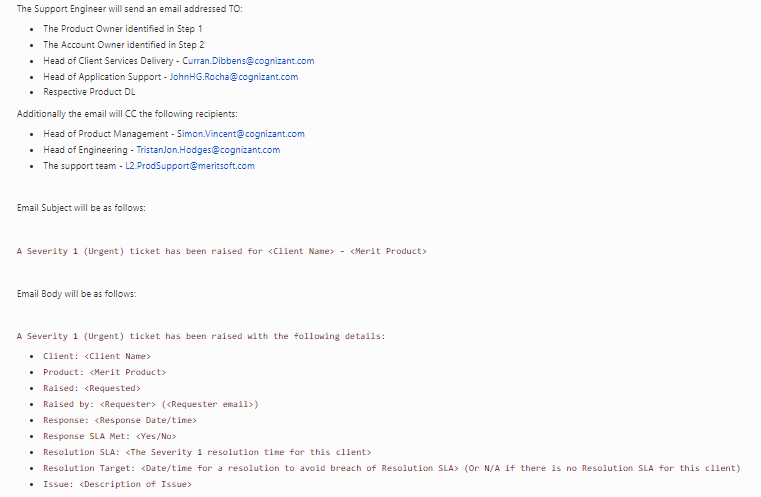 The Support Engineer will send an email addressed TO:
• The Product Owner identified in Step 1
• The Account Owner identified in Step 2
• Head of Client Services Delivery - Curran.Dibbens@cognizant.com
• Head of Application Support - JohnHG.Rocha@cognizant.com
• Respective Product DL
Additionally the email will CC the following recipients:
• Head of Product Management - Simon.Vincent@cognizant.com
• Head of Engineering - TristanJon.Hodges@cognizant.com
• The support team - L2.ProdSupport@meritsoft.com
Email Subject will be as follows:
A Severity 1 (Urgent) ticket has been raised for <Client Name> - <Merit Product>
Email Body will be as follows:
A Severity 1 (Urgent) ticket has been raised with the following details:
• Client: <Client Name>
• Product: <Merit Product>
• Raised: <Requested>
• Raised by: <Requester> (<Requester email>)
• Response: <Response Date/time>
• Response SLA Met: <Yes/No>
• Resolution SLA: <The Severity 1 resolution time for this client>
• Resolution Target: <Date/time for a resolution to avoid breach of Resolution SLA> (Or N/A if there is no Resolution SLA for this client)
• Issue: <Description of Issue>